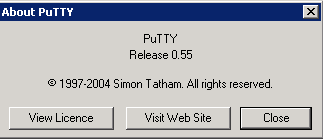 About PuTTY
PuTTY
Release 0.55
© 1997-2004 Simon Tatham. All rights reserved.
View Licence Visit Web Site Close